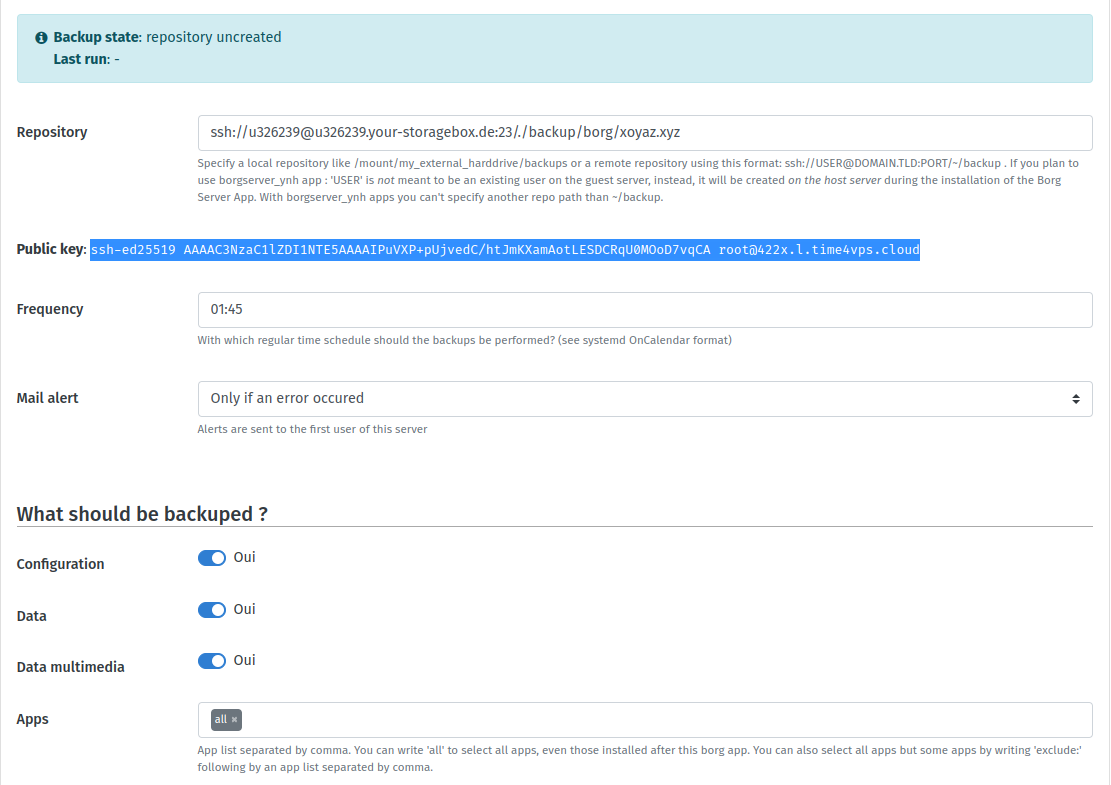 Backup state: repository uncreated
Last run: -
Repository
ssh://u326239@u326239.your-storagebox.de:23/./backup/borg/xoyaz.xyz
Specify a local repository like /mount/my_external_harddrive/backups or a remote repository using this format: ssh://USER@DOMAIN.TLD:PORT/~/backup . If you plan to
use borgserver_ynh app : 'USER' is not meant to be an existing user on the guest server, instead, it will be created on the host server during the installation of the Borg
Server App. With borgserver_ynh apps you can't specify another repo path than ~/backup.
Public key: ssh-ed25519 AAAAC3NzaC1lZDI1NTE5AAAAIPuVXP+pUjvedC/htJmKXamAotLESDCRqU0MOoD7vqCA root@422x.l.time4vps.cloud
Frequency
01:45
With which regular time schedule should the backups be performed? (see systemd OnCalendar format)
Mail alert
Only if an error occured
Alerts are sent to the first user of this server
What should be backuped ?
Configuration
Oui
Data
Oui
Data multimedia
Oui
Apps
all ×
App list separated by comma. You can write 'all' to select all apps, even those installed after this borg app. You can also select all apps but some apps by writing 'exclude:'
following by an app list separated by comma.